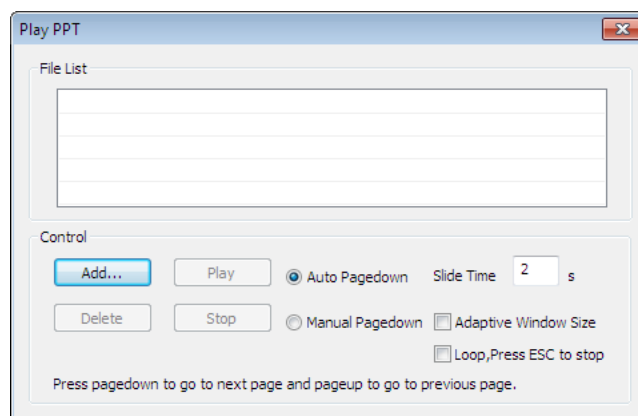 Play PPT
File List
Control
Add...
Play
Auto Pagedown
Slide Time
2
s
Delete
Stop
Manual Pagedown
Adaptive Window Size
Loop,Press ESC to stop
Press pagedown to go to next page and pageup to go to previous page.